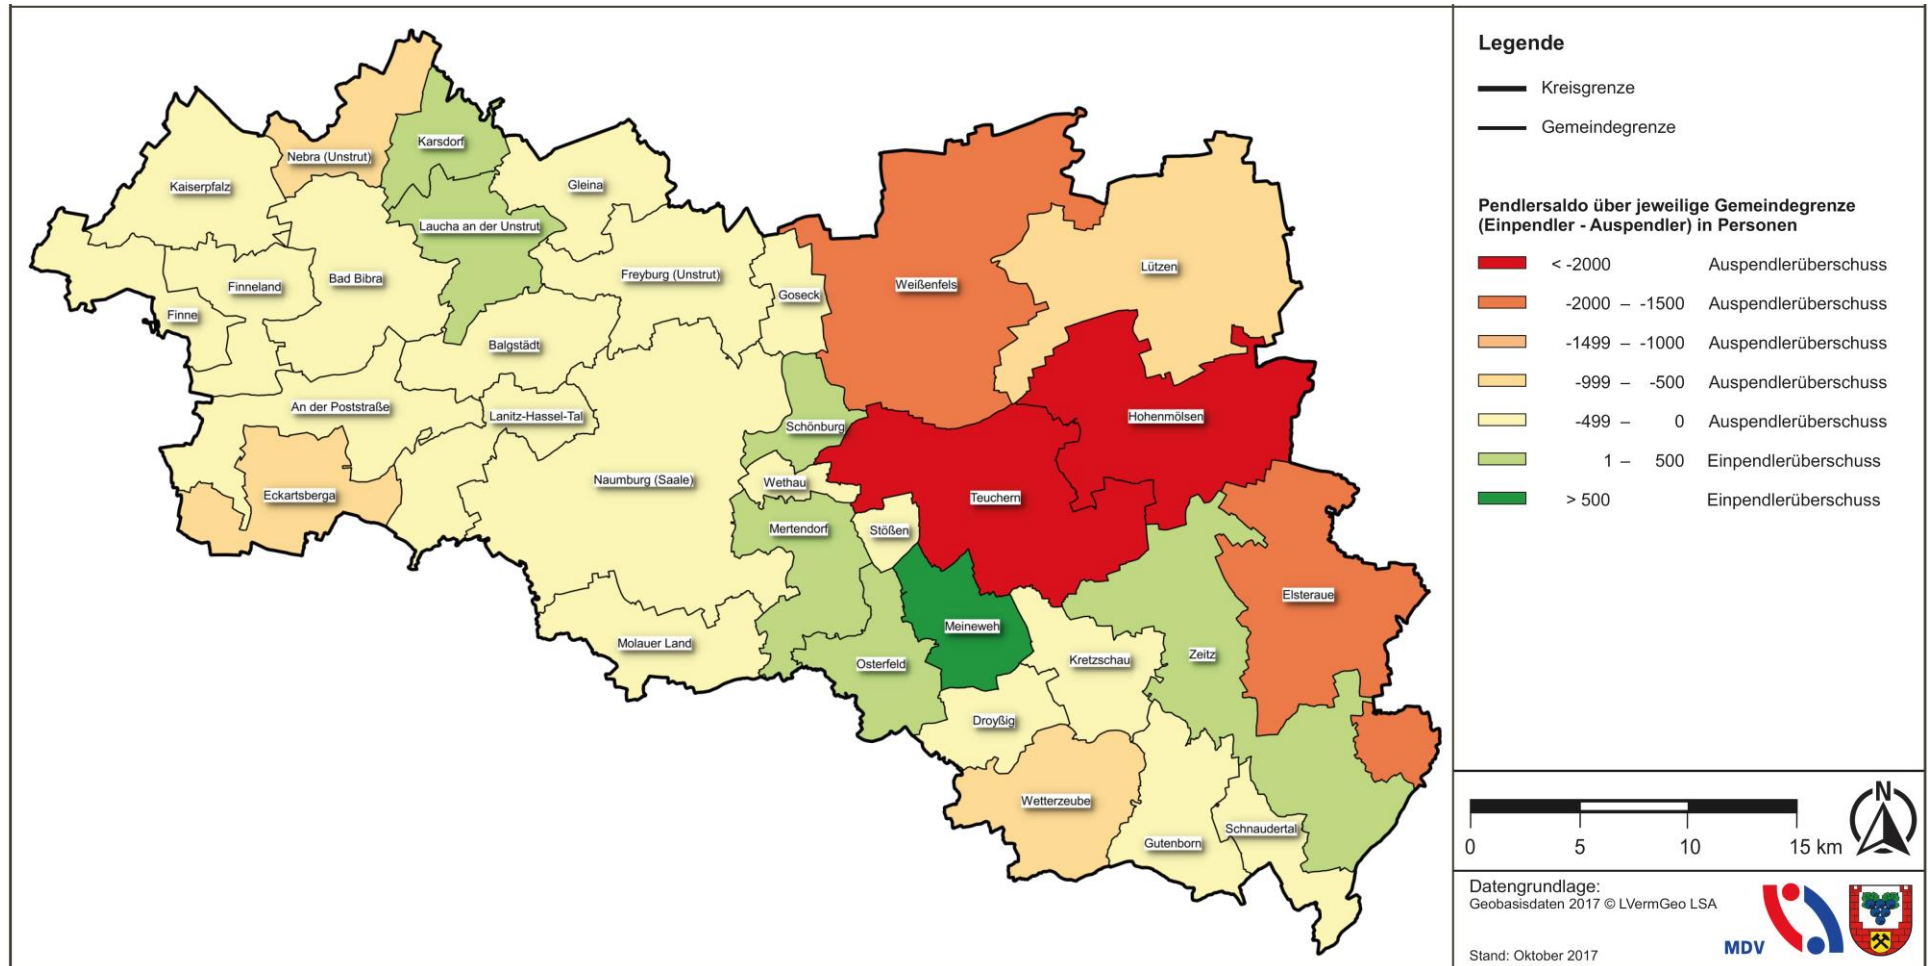 Karsdorf
Nebra (Unstrut)
Kaiserpfalz
Gleina
Laucha an der Unstrut
Freyburg (Unstrut)
Bad Bibra
Finneland
Goseck
Finne
Weißenfels
Lützen
Balgstädt
An der Poststraße
Lanitz-Hassel-Tal
Schönburg
Hohenmölsen
Naumburg (Saale)
Wethau
Eckartsberga
Teuchern
Mertendorf
Stößen
Elsteraue
Meineweh
Molauer Land
Osterfeld
Kretzschau
Zeitz
Droyßig
Wetterzeube
Schnaudertal
Gutenborn
Legende
Kreisgrenze
Gemeindegrenze
Pendlersaldo über jeweilige Gemeindegrenze
(Einpendler - Auspendler) in Personen
< -2000 Auspendlerüberschuss
-2000 – -1500 Auspendlerüberschuss
-1499 – -1000 Auspendlerüberschuss
-999 – -500 Auspendlerüberschuss
-499 – 0 Auspendlerüberschuss
1 – 500 Einpendlerüberschuss
> 500 Einpendlerüberschuss
N
0 5 10 15 km
Datengrundlage:
Geobasisdaten 2017 © LVermGeo LSA
MDV
Stand: Oktober 2017